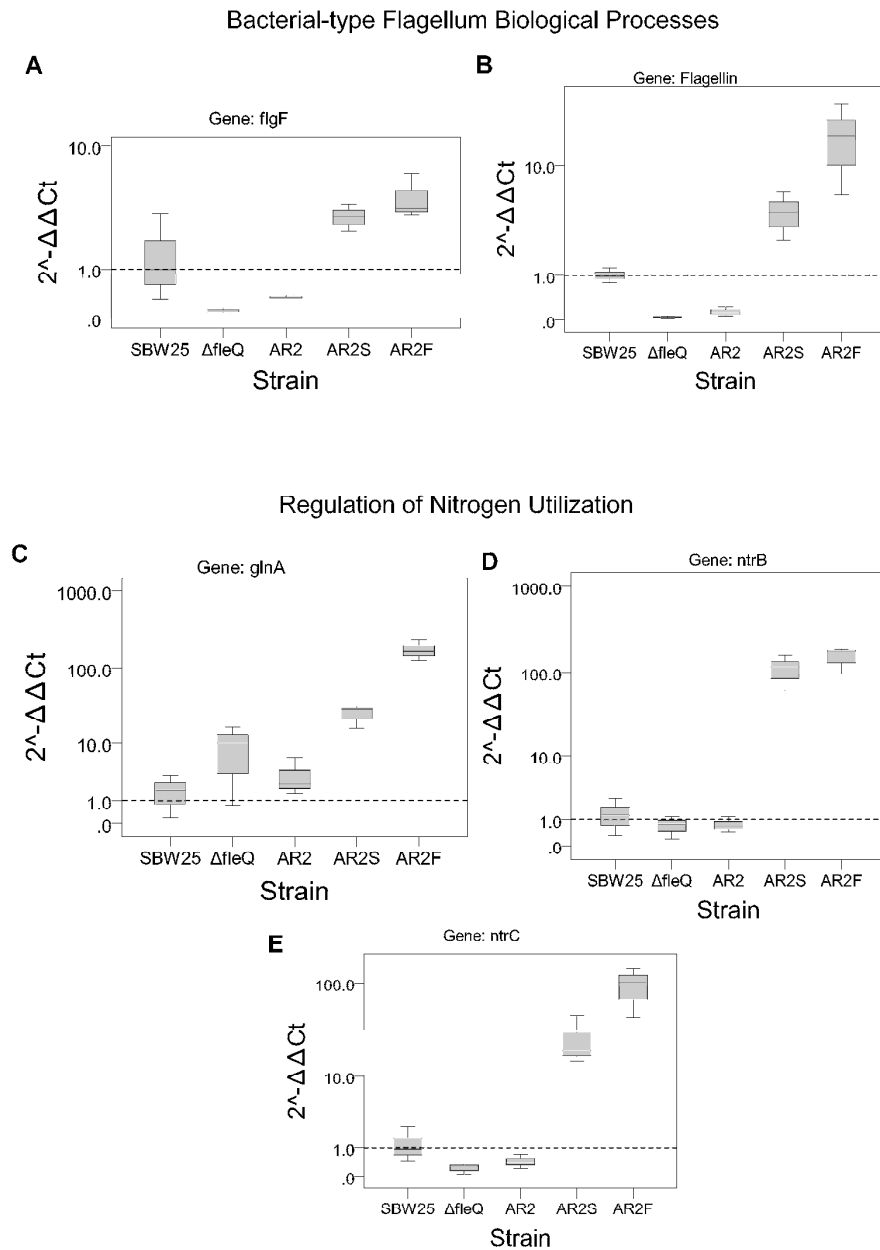 Bacterial-type Flagellum Biological Processes
A
Gene: flgF
10.0
1.0
.0
2^-ΔΔCt
SBW25 ΔfleQ AR2 AR2S AR2F
Strain
B
Gene: Flagellin
10.0
1.0
.0
2^-ΔΔCt
SBW25 ΔfleQ AR2 AR2S AR2F
Strain
Regulation of Nitrogen Utilization
C
Gene: glnA
1000.0
100.0
10.0
1.0
.0
2^-ΔΔCt
SBW25 ΔfleQ AR2 AR2S AR2F
Strain
D
Gene: ntrB
1000.0
100.0
10.0
1.0
.0
2^-ΔΔCt
SBW25 ΔfleQ AR2 AR2S AR2F
Strain
E
Gene: ntrC
100.0
10.0
1.0
.0
2^-ΔΔCt
SBW25 ΔfleQ AR2 AR2S AR2F
Strain